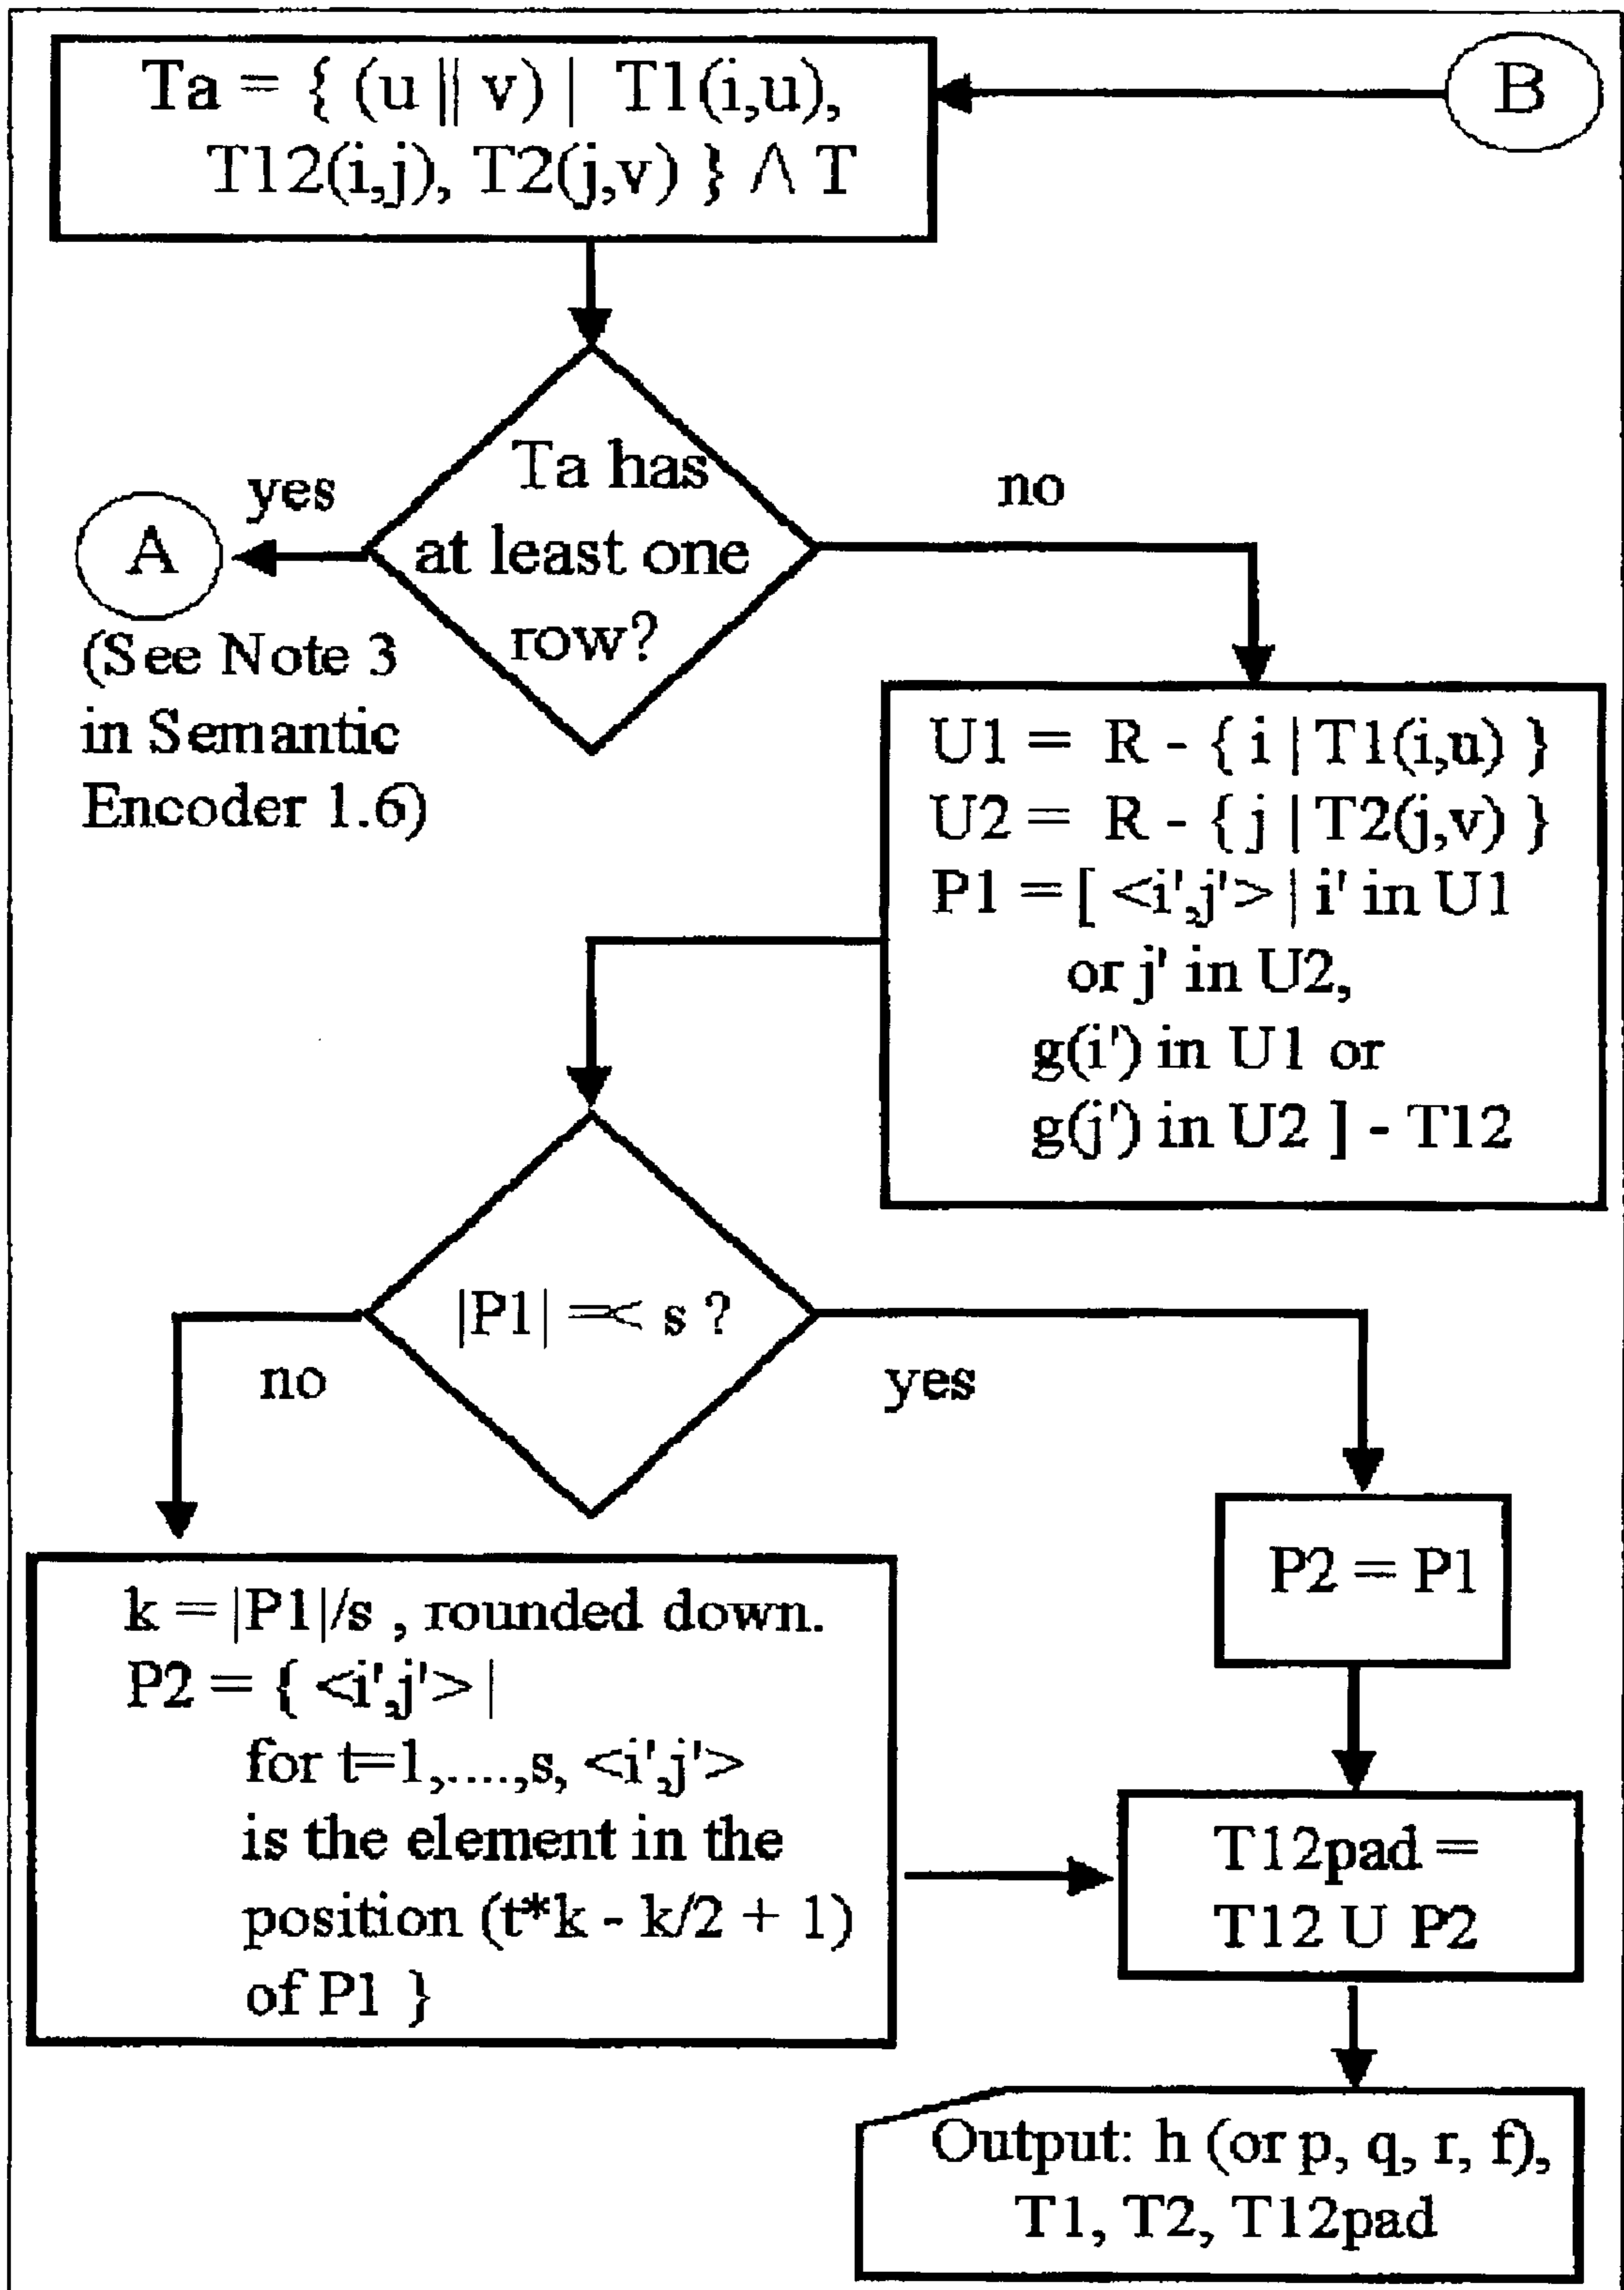 Ta = { (u || v) | T1(i,u),
T12(i,j), T2(j,v) } /\ T
B
Ta has
at least one
row?
yes
no
A
(See Note 3
in Semantic
Encoder 1.6)
U1 = R - { i | T1(i,u) }
U2 = R - { j | T2(j,v) }
P1 = [ <i',j'> | i' in U1
or j' in U2,
g(i') in U1 or
g(j') in U2 ] - T12
|P1| =< s ?
no
yes
k = |P1|/s , rounded down.
P2 = { <i',j'> |
for t=1,....,s, <i',j'>
is the element in the
position (t*k - k/2 + 1)
of P1 }
P2 = P1
T12pad =
T12 U P2
Output: h (or p, q, r, f),
T1, T2, T12pad